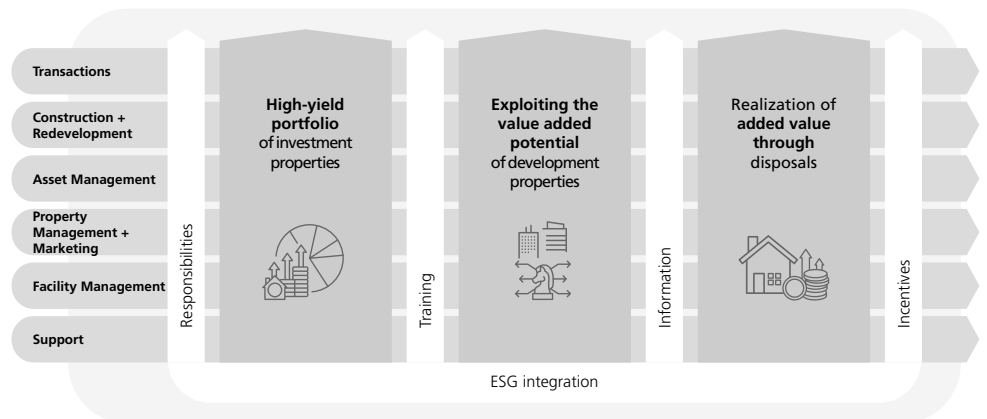 Transactions
Construction +
Redevelopment
Asset Management
Property
Management +
Marketing
Facility Management
Support
Responsibilities
High-yield
portfolio
of investment
properties
Training
Exploiting the
value added
potential
of development
properties
Information
Realization of
added value
through
disposals
Incentives
ESG integration